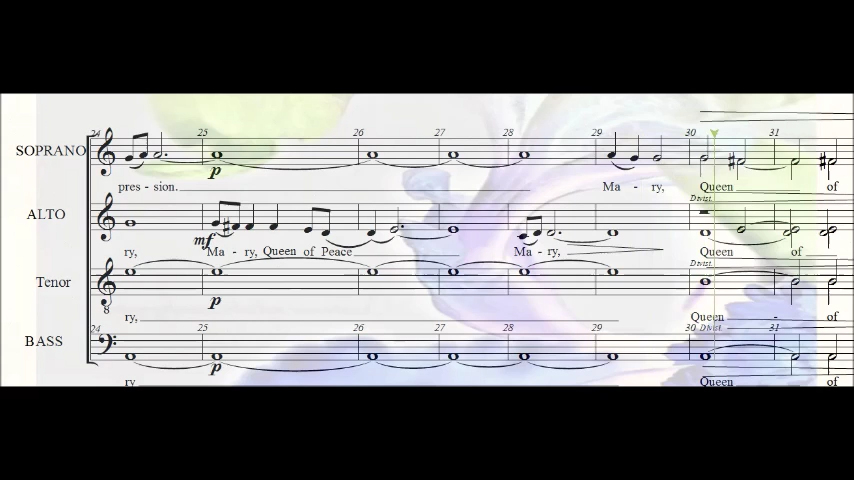 24 25 26 27 28 29 30 31
SOPRANO
p
pres - sion. Ma - ry, Queen of
Divisi.
ALTO
mf
ry, Ma - ry, Queen of Peace Ma - ry, Queen of
Divisi.
Tenor
8
p
ry, Queen - of
24 25 26 27 28 29 30 Divisi. 31
BASS
p
ry Queen of